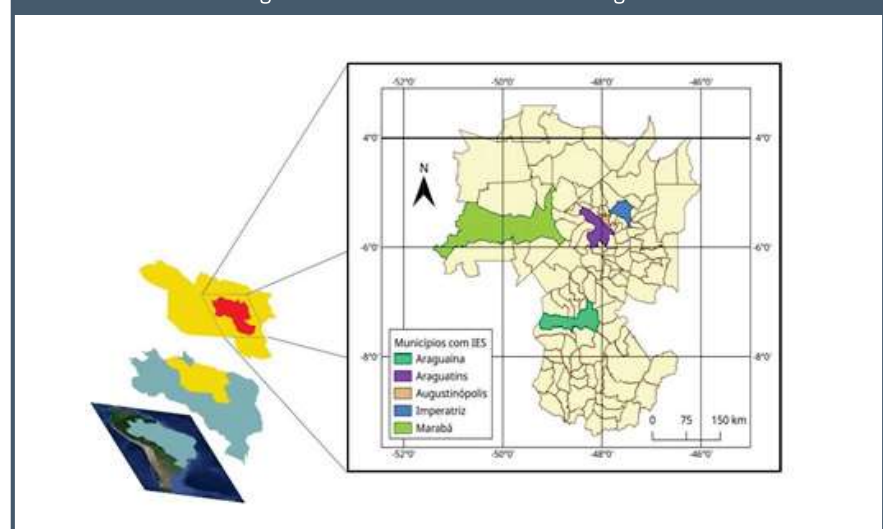 -52°0'
-50°0'
-48°0'
-46°0'
4°0'
4°0'
N
-6°0'
-6°0'
-8°0'
-8°0'
Municípios com IES
Araguaina
Araguatins
Augustinópolis
Imperatriz
Marabá
0 75 150 km
-52°0'
-50°0'
-48°0'
-46°0'